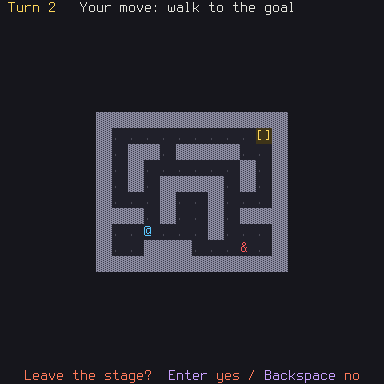 Turn 2 Your move: walk to the goal
[]
@
&
Leave the stage? Enter yes / Backspace no